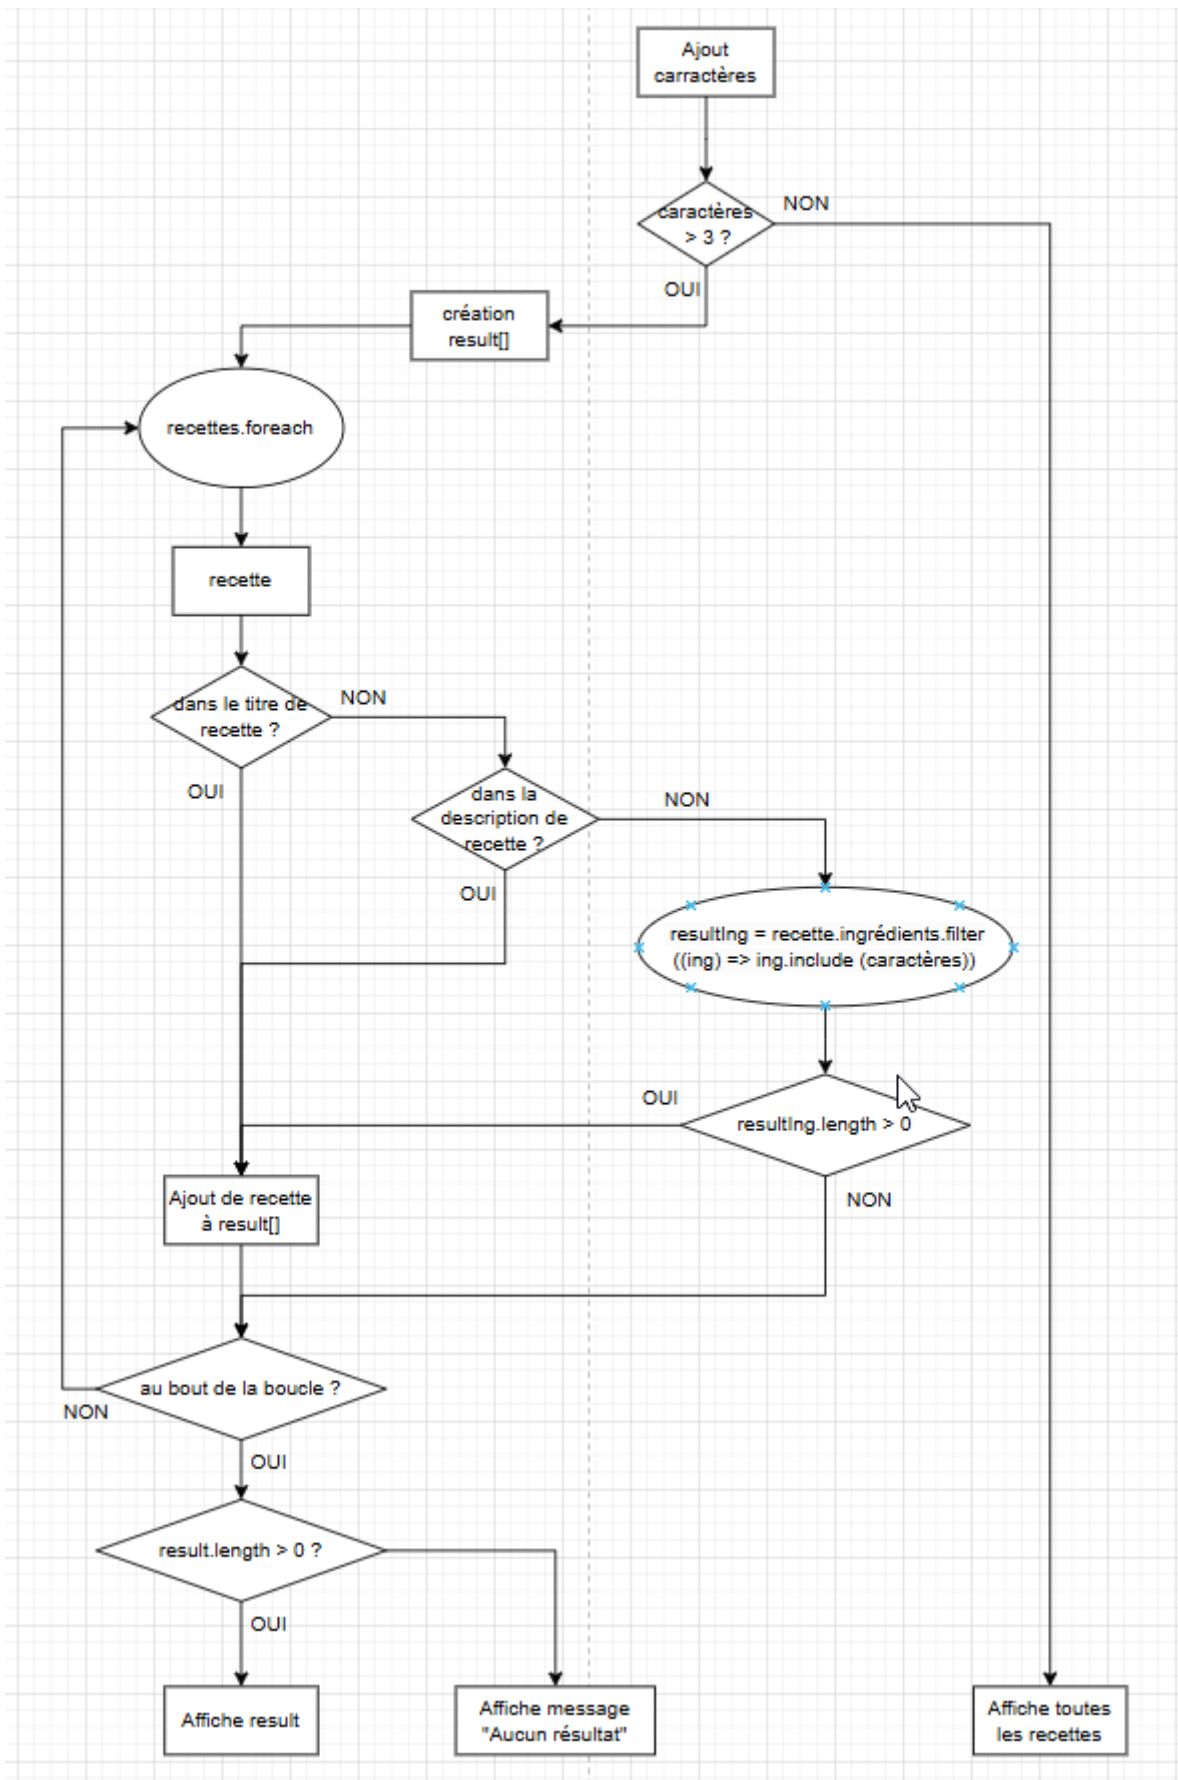 Ajout
carractères
caractères
> 3 ?
NON
OUI
création
result[]
recettes.foreach
recette
dans le titre de
recette ?
NON
OUI
dans la
description de
recette ?
NON
OUI
resultIng = recette.ingrédients.filter
((ing) => ing.include (caractères))
resultIng.length > 0
OUI
NON
Ajout de recette
à result[]
au bout de la boucle ?
NON
OUI
result.length > 0 ?
OUI
Affiche result
Affiche message
"Aucun résultat"
Affiche toutes
les recettes